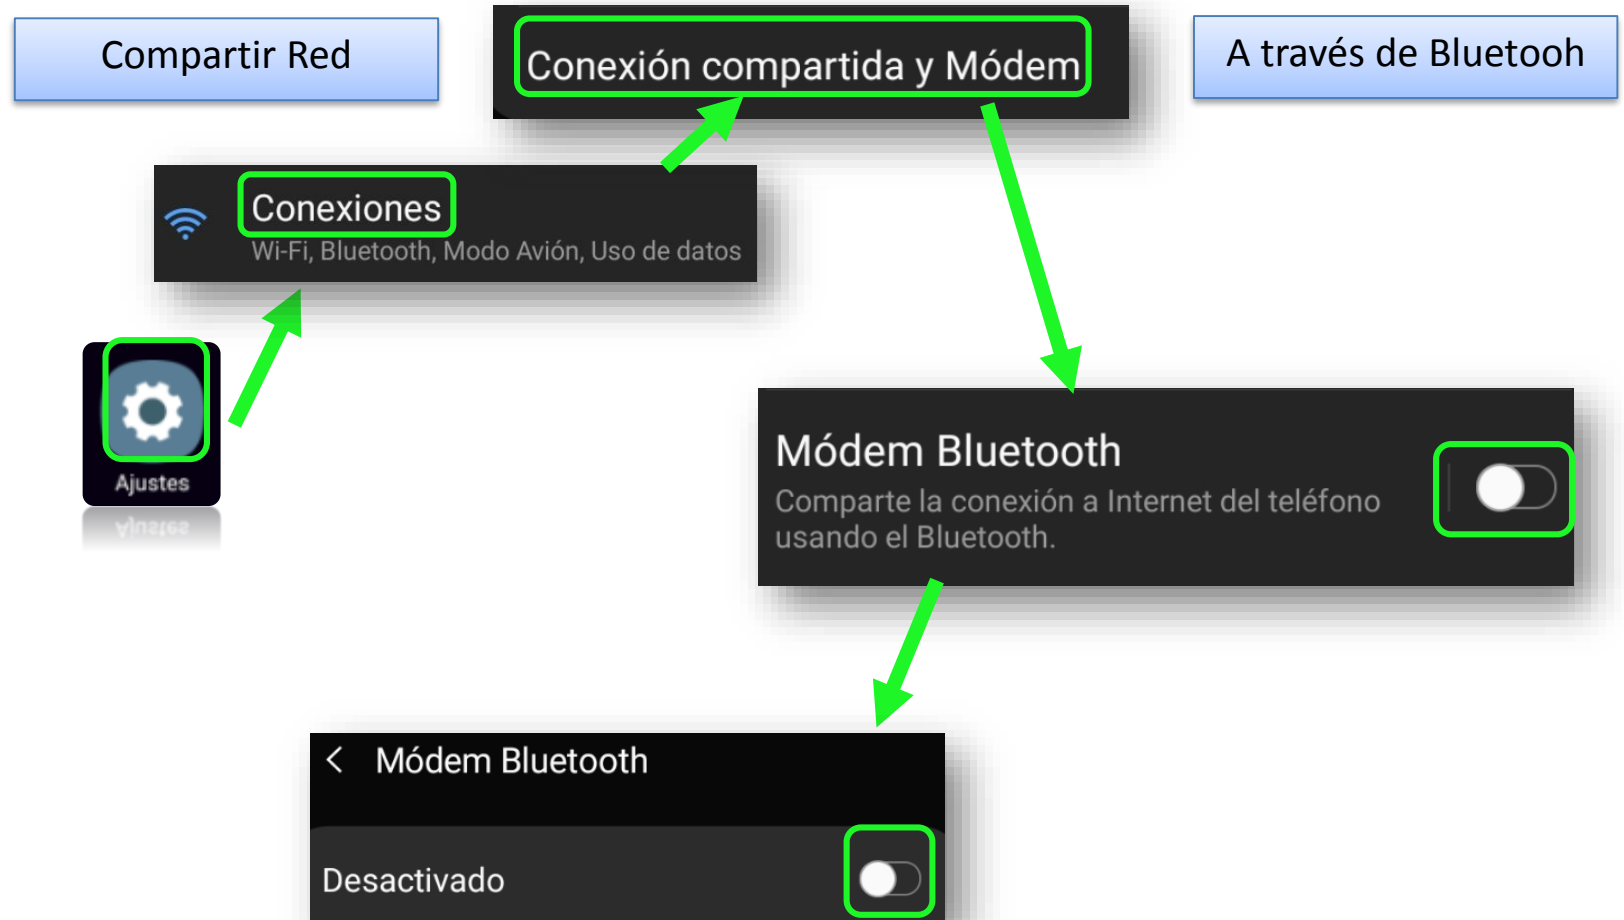 Compartir Red
Conexión compartida y Módem
A través de Bluetooh
Conexiones
Wi-Fi, Bluetooth, Modo Avión, Uso de datos
Ajustes
Módem Bluetooth
Comparte la conexión a Internet del teléfono
usando el Bluetooth.
Módem Bluetooth
Desactivado